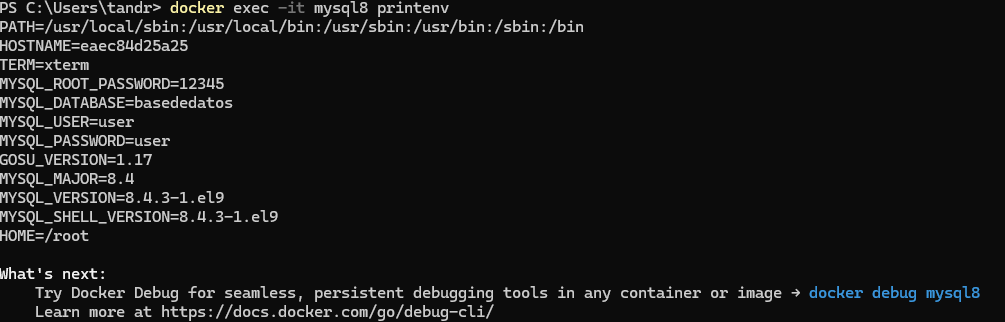 PS C:\Users\tandr> docker exec -it mysql8 printenv
PATH=/usr/local/sbin:/usr/local/bin:/usr/sbin:/usr/bin:/sbin:/bin
HOSTNAME=eaec84d25a25
TERM=xterm
MYSQL_ROOT_PASSWORD=12345
MYSQL_DATABASE=basededatos
MYSQL_USER=user
MYSQL_PASSWORD=user
GOSU_VERSION=1.17
MYSQL_MAJOR=8.4
MYSQL_VERSION=8.4.3-1.el9
MYSQL_SHELL_VERSION=8.4.3-1.el9
HOME=/root

What's next:
    Try Docker Debug for seamless, persistent debugging tools in any container or image → docker debug mysql8
    Learn more at https://docs.docker.com/go/debug-cli/